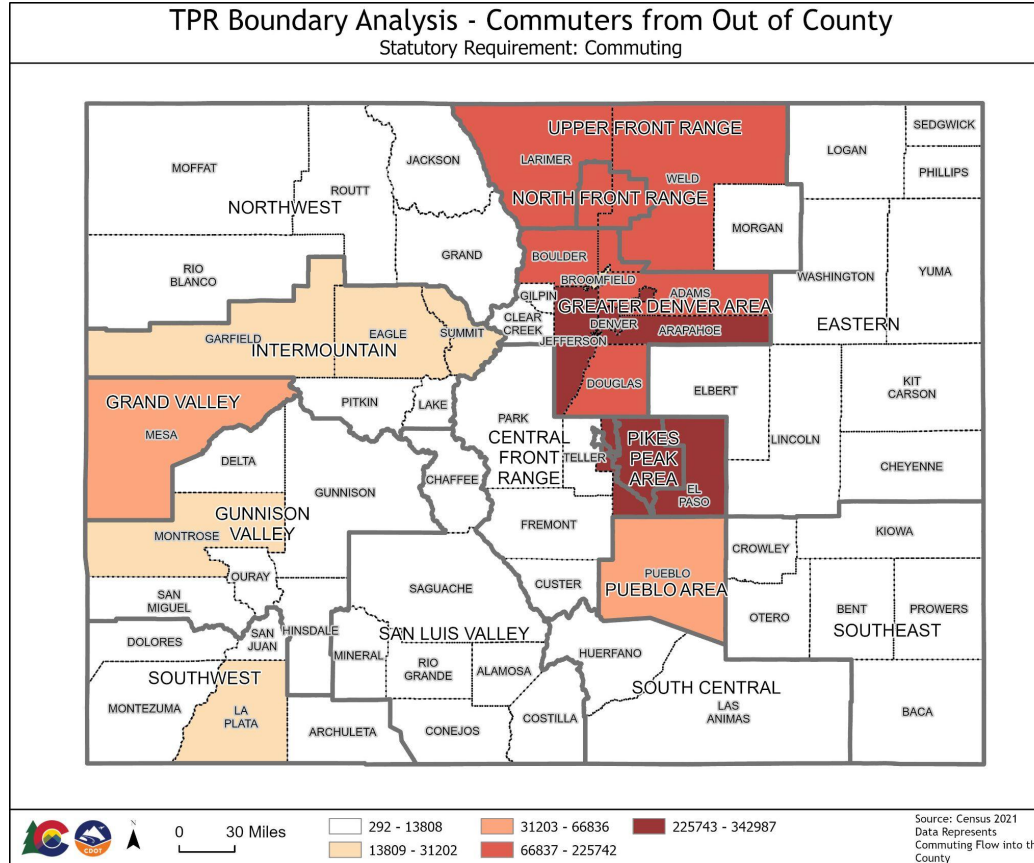 TPR Boundary Analysis - Commuters from Out of County
Statutory Requirement: Commuting
SEDGWICK
UPPER FRONT RANGE
LOGAN
JACKSON
LARIMER
MOFFAT
PHILLIPS
WELD
ROUTT
NORTH FRONT RANGE
NORTHWEST
MORGAN
GRAND
BOULDER
RIO
BLANCO
WASHINGTON
YUMA
BROOMFIELD
ADAMS
GILPIN
GREATER DENVER AREA
CLEAR
CREEK
DENVER
ARAPAHOE
EASTERN
EAGLE
SUMMIT
GARFIELD
JEFFERSON
INTERMOUNTAIN
DOUGLAS
ELBERT
KIT
CARSON
PITKIN
GRAND VALLEY
LAKE
PARK
MESA
CENTRAL
FRONT
RANGE
PIKES
PEAK
AREA
LINCOLN
TELLER
DELTA
CHEYENNE
CHAFFEE
GUNNISON
EL
PASO
GUNNISON
VALLEY
FREMONT
KIOWA
MONTROSE
CROWLEY
OURAY
PUEBLO
CUSTER
PUEBLO AREA
SAGUACHE
SAN
MIGUEL
OTERO
BENT
PROWERS
SAN
JUAN
HINSDALE
SAN LUIS VALLEY
SOUTHEAST
DOLORES
MINERAL
HUERFANO
RIO
GRANDE
ALAMOSA
SOUTHWEST
SOUTH CENTRAL
MONTEZUMA
LA
PLATA
LAS
ANIMAS
BACA
COSTILLA
ARCHULETA
CONEJOS
CDOT
N
0 30 Miles
292 - 13808
13809 - 31202
31203 - 66836
66837 - 225742
225743 - 342987
Source: Census 2021
Data Represents
Commuting Flow into th
County